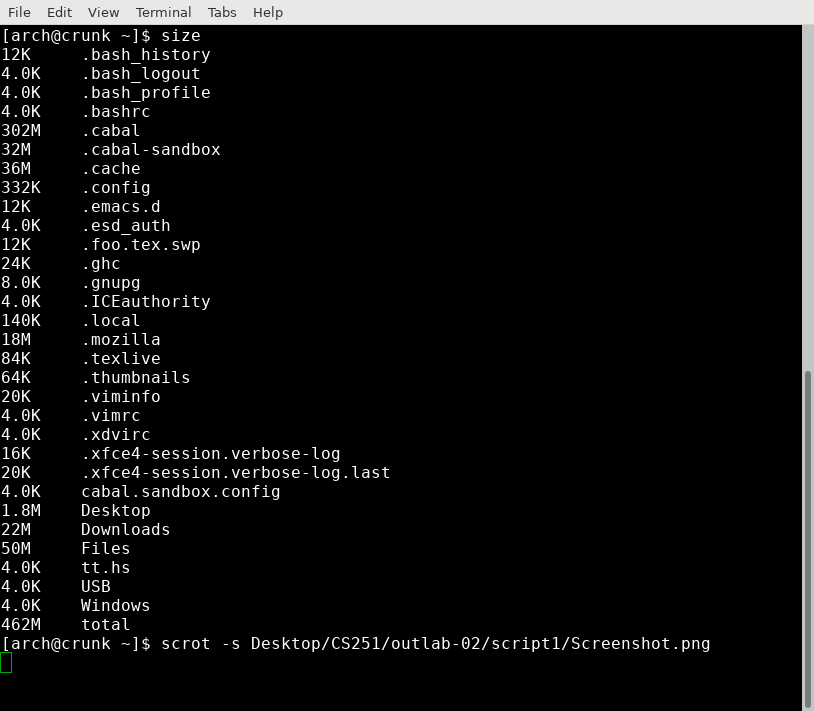 File Edit View Terminal Tabs Help
[arch@crunk ~]$ size
12K .bash_history
4.0K .bash_logout
4.0K .bash_profile
4.0K .bashrc
302M .cabal
32M .cabal-sandbox
36M .cache
332K .config
12K .emacs.d
4.0K .esd_auth
12K .foo.tex.swp
24K .ghc
8.0K .gnupg
4.0K .ICEauthority
140K .local
18M .mozilla
84K .texlive
64K .thumbnails
20K .viminfo
4.0K .vimrc
4.0K .xdvirc
16K .xfce4-session.verbose-log
20K .xfce4-session.verbose-log.last
4.0K cabal.sandbox.config
1.8M Desktop
22M Downloads
50M Files
4.0K tt.hs
4.0K USB
4.0K Windows
462M total
[arch@crunk ~]$ scrot -s Desktop/CS251/outlab-02/script1/Screenshot.png